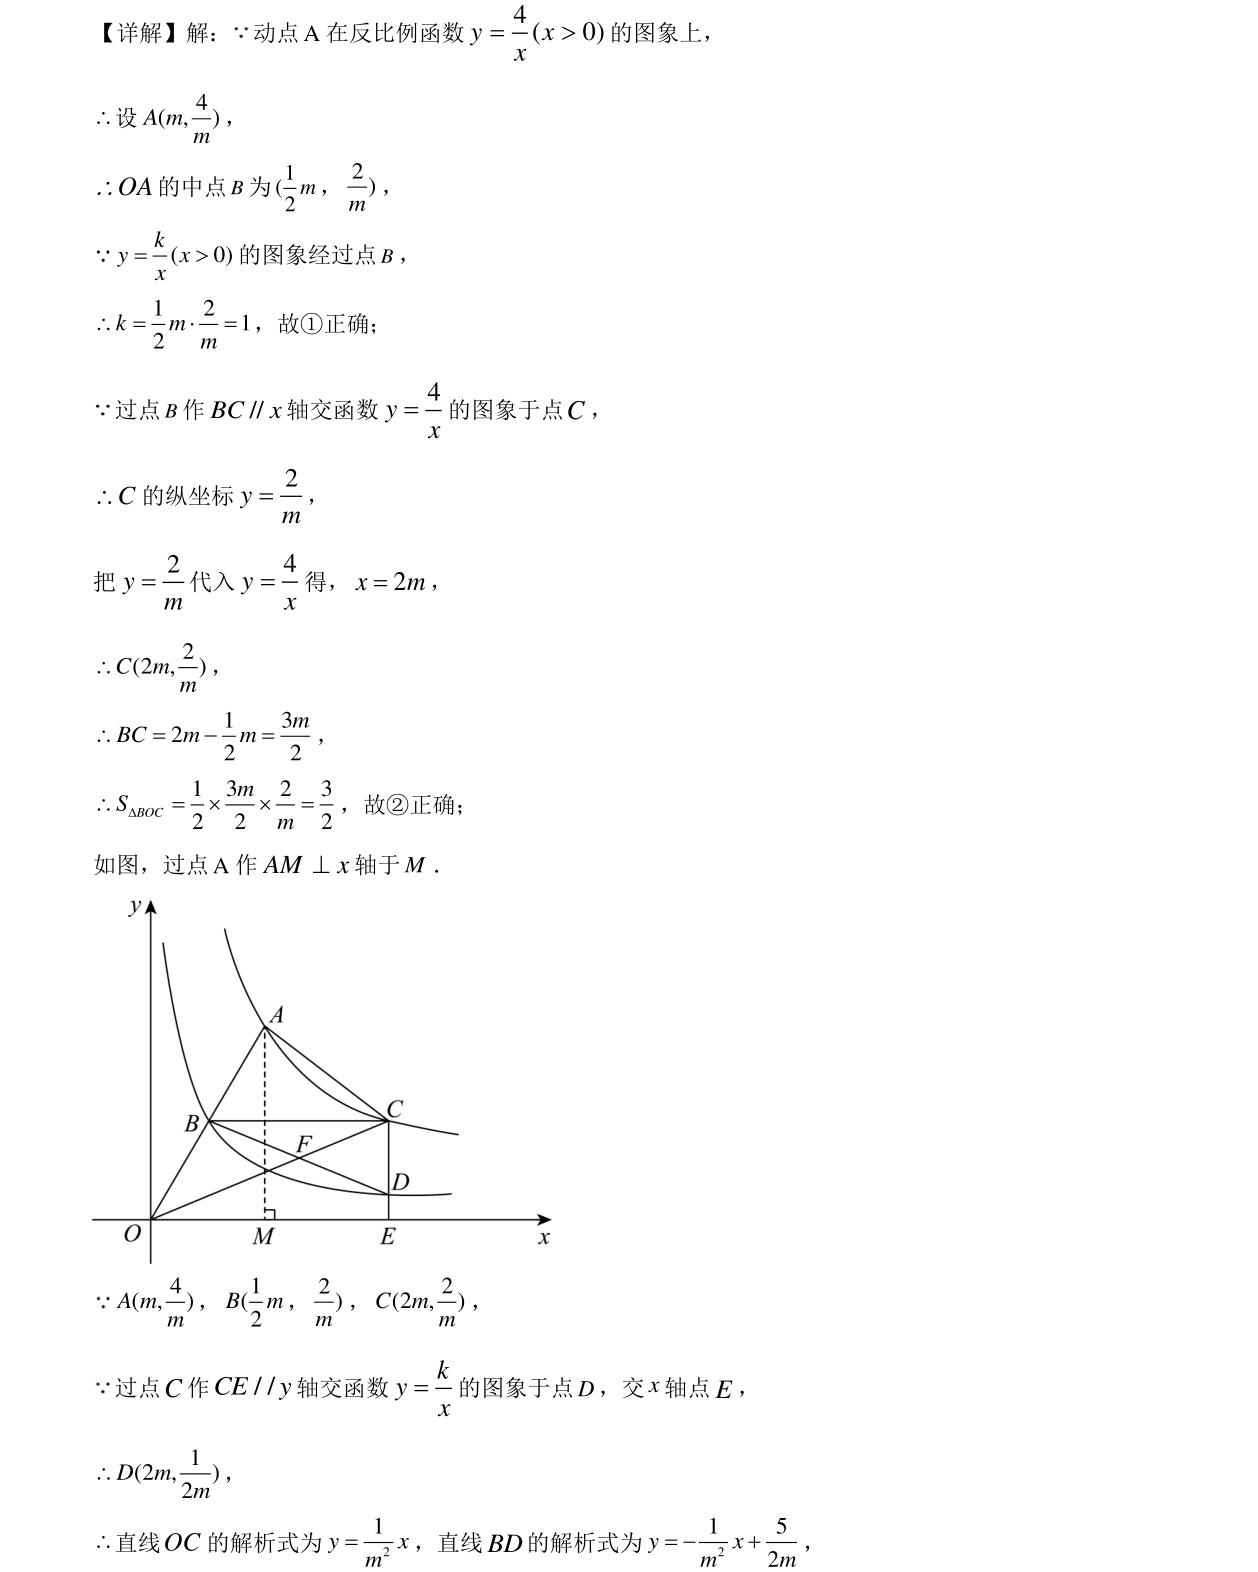 【详解】解：∵动点 A 在反比例函数 y = 4/x (x > 0) 的图象上，
∴设 A(m, 4/m)，
∴OA 的中点 B 为 (1/2 m， 2/m)，
∵ y = k/x (x > 0) 的图象经过点 B，
∴k = 1/2 m · 2/m = 1，故①正确；
∵过点 B 作 BC // x 轴交函数 y = 4/x 的图象于点 C，
∴C 的纵坐标 y = 2/m，
把 y = 2/m 代入 y = 4/x 得， x = 2m，
∴C(2m, 2/m)，
∴BC = 2m − 1/2 m = 3m/2，
∴S△BOC = 1/2 × 3m/2 × 2/m = 3/2，故②正确；
如图，过点 A 作 AM ⊥ x 轴于 M．
y
A
B
C
F
D
O
M
E
x
∵ A(m, 4/m)， B(1/2 m， 2/m)， C(2m, 2/m)，
∵过点 C 作 CE / / y 轴交函数 y = k/x 的图象于点 D，交 x 轴点 E，
∴D(2m, 1/2m)，
∴直线 OC 的解析式为 y = 1/m² x，直线 BD 的解析式为 y = − 1/m² x + 5/2m，